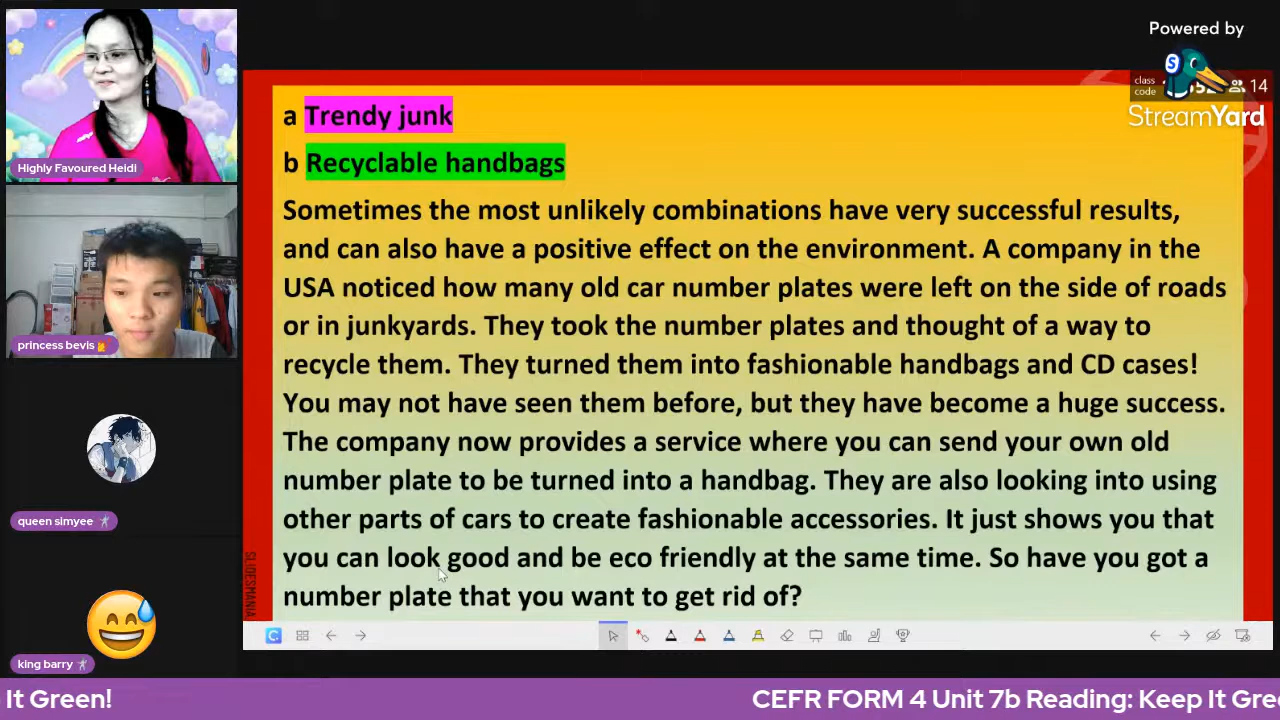 Powered by
class
code
14
StreamYard
a Trendy junk
b Recyclable handbags
Sometimes the most unlikely combinations have very successful results,
and can also have a positive effect on the environment. A company in the
USA noticed how many old car number plates were left on the side of roads
or in junkyards. They took the number plates and thought of a way to
recycle them. They turned them into fashionable handbags and CD cases!
You may not have seen them before, but they have become a huge success.
The company now provides a service where you can send your own old
number plate to be turned into a handbag. They are also looking into using
other parts of cars to create fashionable accessories. It just shows you that
you can look good and be eco friendly at the same time. So have you got a
number plate that you want to get rid of?
SLIDESMANIA
Highly Favoured Heidi
princess bevis
queen simyee
king barry
It Green!
CEFR FORM 4 Unit 7b Reading: Keep It Gre